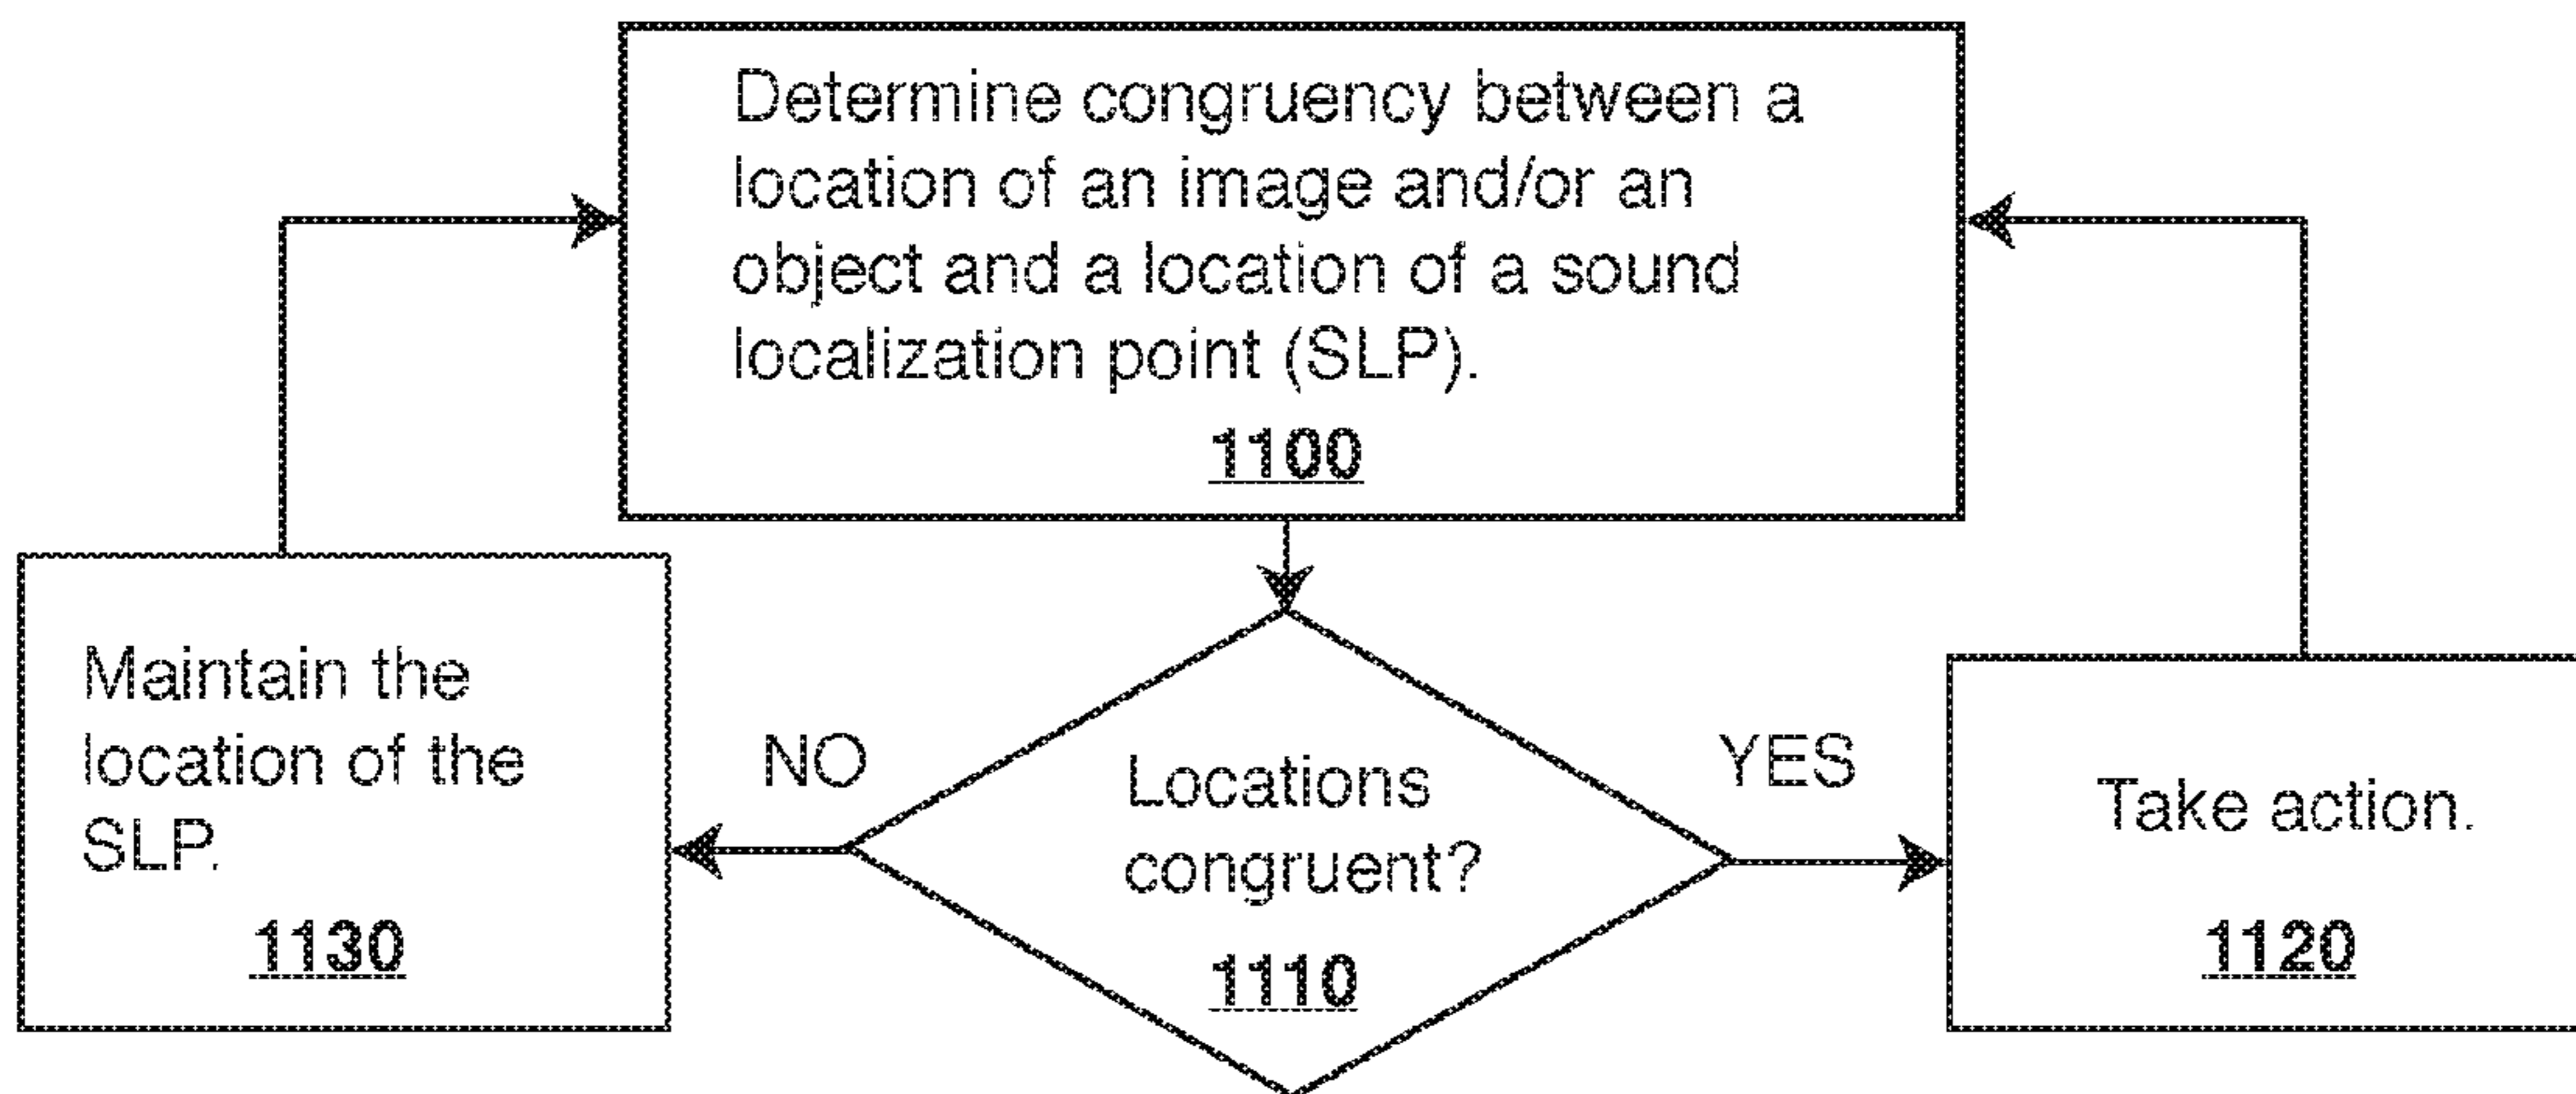 Determine congruency between a
location of an image and/or an
object and a location of a sound
localization point (SLP).
1100
Maintain the
location of the
SLP.
1130
NO
Locations
congruent?
1110
YES
Take action.
1120